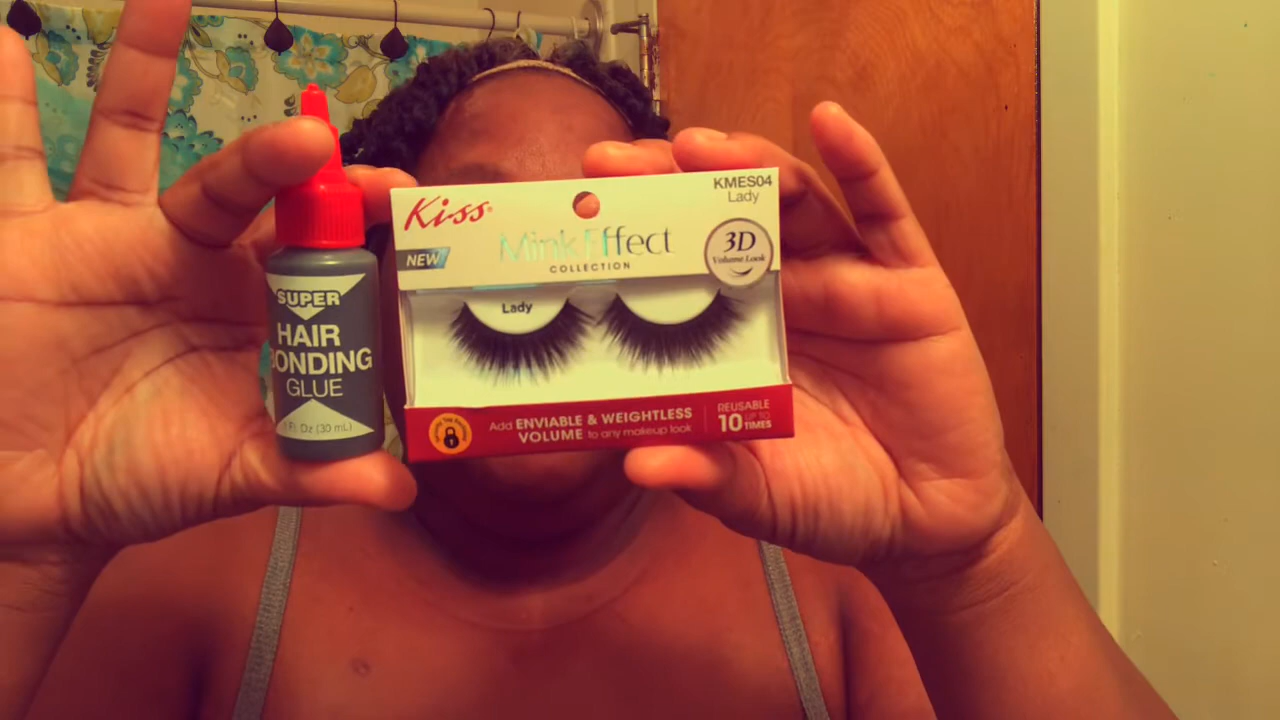 SUPER
HAIR
BONDING
GLUE
1 Fl. Oz (30 mL)
Kiss®
KMES04
Lady
NEW
Mink Effect
COLLECTION
3D
Volume Look
Lady
Add ENVIABLE & WEIGHTLESS
VOLUME to any makeup look
REUSABLE
10 UP TO
TIMES